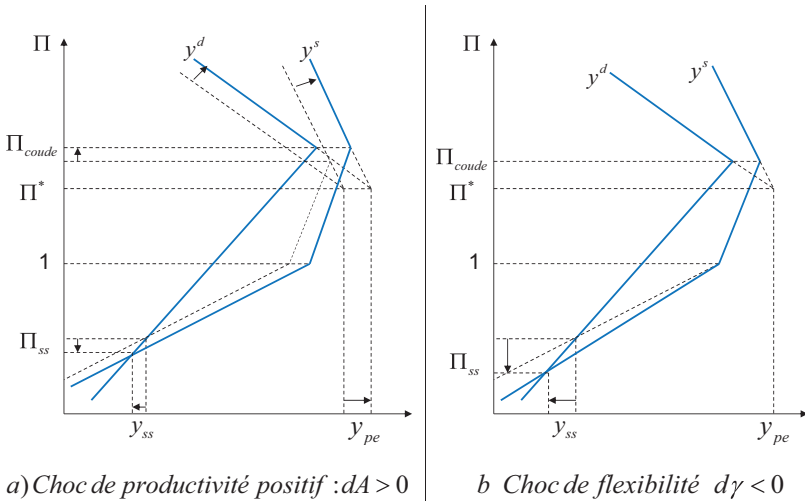 Π
y^d
y^s
Π_coude
Π*
1
Π_ss
y_ss
y_pe
a) Choc de productivité positif : dA > 0
Π
y^d
y^s
Π_coude
Π*
1
Π_ss
y_ss
y_pe
b Choc de flexibilité dγ < 0